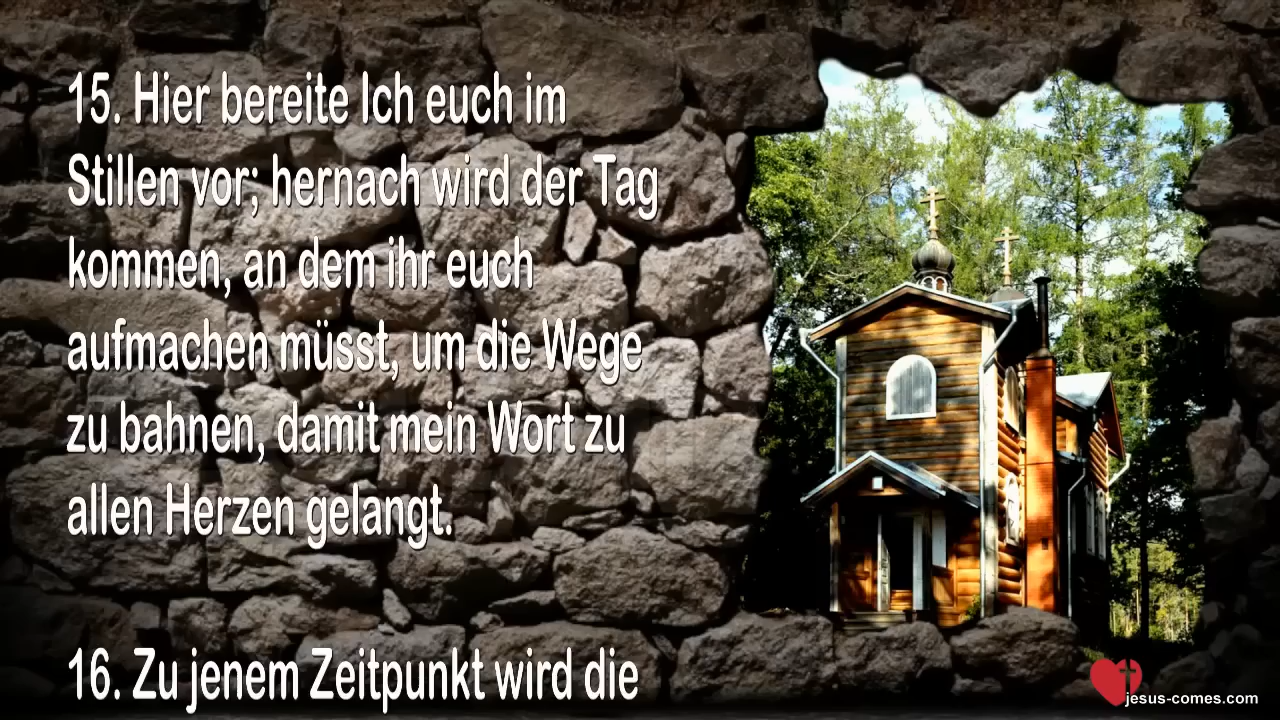 15. Hier bereite Ich euch im
Stillen vor; hernach wird der Tag
kommen, an dem ihr euch
aufmachen müsst, um die Wege
zu bahnen, damit mein Wort zu
allen Herzen gelangt.
16. Zu jenem Zeitpunkt wird die
jesus-comes.com